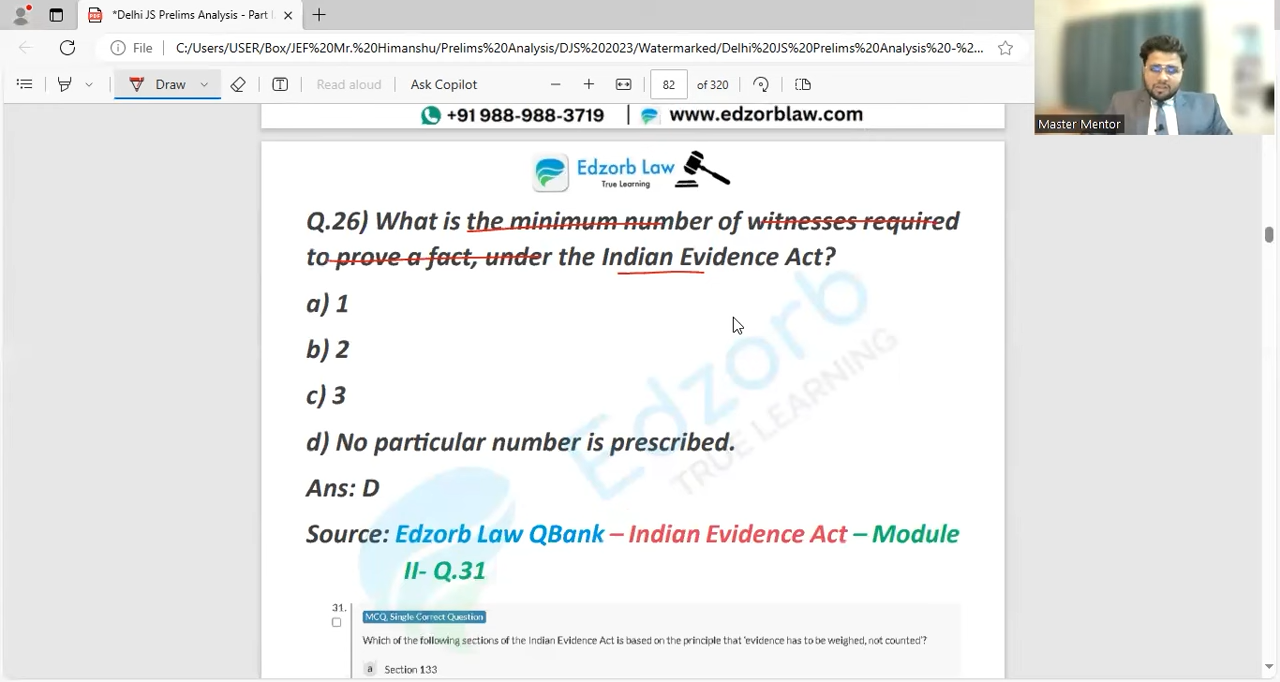 *Delhi JS Prelims Analysis - Part I
File
C:/Users/USER/Box/JEF%20Mr.%20Himanshu/Prelims%20Analysis/DJS%202023/Watermarked/Delhi%20JS%20Prelims%20Analysis%20-%2...
Draw
Read aloud
Ask Copilot
82 of 320
Master Mentor
+91 988-988-3719 | www.edzorblaw.com
Edzorb Law
True Learning
Q.26) What is the minimum number of witnesses required
to prove a fact, under the Indian Evidence Act?
a) 1
b) 2
c) 3
d) No particular number is prescribed.
Ans: D
Source: Edzorb Law QBank – Indian Evidence Act – Module
II- Q.31
Edzorb
TRUE LEARNING
31.
MCQ, Single Correct Question
Which of the following sections of the Indian Evidence Act is based on the principle that 'evidence has to be weighed, not counted'?
a Section 133